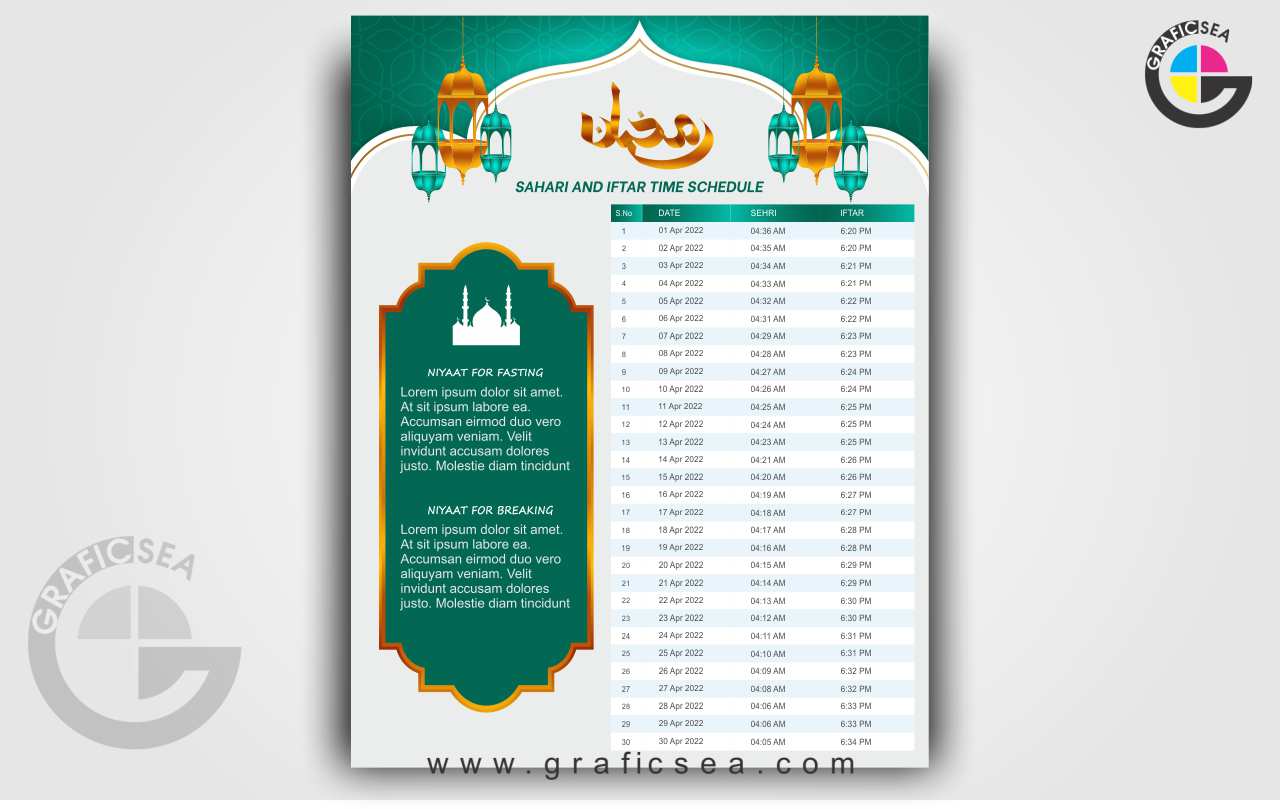 GRAFICSEA
رمضان
SAHARI AND IFTAR TIME SCHEDULE
S.No DATE SEHRI IFTAR
1 01 Apr 2022 04:36 AM 6:20 PM
2 02 Apr 2022 04:35 AM 6:20 PM
3 03 Apr 2022 04:34 AM 6:21 PM
4 04 Apr 2022 04:33 AM 6:21 PM
5 05 Apr 2022 04:32 AM 6:22 PM
6 06 Apr 2022 04:31 AM 6:22 PM
7 07 Apr 2022 04:29 AM 6:23 PM
8 08 Apr 2022 04:28 AM 6:23 PM
9 09 Apr 2022 04:27 AM 6:24 PM
10 10 Apr 2022 04:26 AM 6:24 PM
11 11 Apr 2022 04:25 AM 6:25 PM
12 12 Apr 2022 04:24 AM 6:25 PM
13 13 Apr 2022 04:23 AM 6:25 PM
14 14 Apr 2022 04:21 AM 6:26 PM
15 15 Apr 2022 04:20 AM 6:26 PM
16 16 Apr 2022 04:19 AM 6:27 PM
17 17 Apr 2022 04:18 AM 6:27 PM
18 18 Apr 2022 04:17 AM 6:28 PM
19 19 Apr 2022 04:16 AM 6:28 PM
20 20 Apr 2022 04:15 AM 6:29 PM
21 21 Apr 2022 04:14 AM 6:29 PM
22 22 Apr 2022 04:13 AM 6:30 PM
23 23 Apr 2022 04:12 AM 6:30 PM
24 24 Apr 2022 04:11 AM 6:31 PM
25 25 Apr 2022 04:10 AM 6:31 PM
26 26 Apr 2022 04:09 AM 6:32 PM
27 27 Apr 2022 04:08 AM 6:32 PM
28 28 Apr 2022 04:06 AM 6:33 PM
29 29 Apr 2022 04:06 AM 6:33 PM
30 30 Apr 2022 04:05 AM 6:34 PM
NIYAAT FOR FASTING
Lorem ipsum dolor sit amet.
At sit ipsum labore ea.
Accumsan eirmod duo vero
aliquyam veniam. Velit
invidunt accusam dolores
justo. Molestie diam tincidunt
NIYAAT FOR BREAKING
Lorem ipsum dolor sit amet.
At sit ipsum labore ea.
Accumsan eirmod duo vero
aliquyam veniam. Velit
invidunt accusam dolores
justo. Molestie diam tincidunt
GRAFICSEA
www.graficsea.com